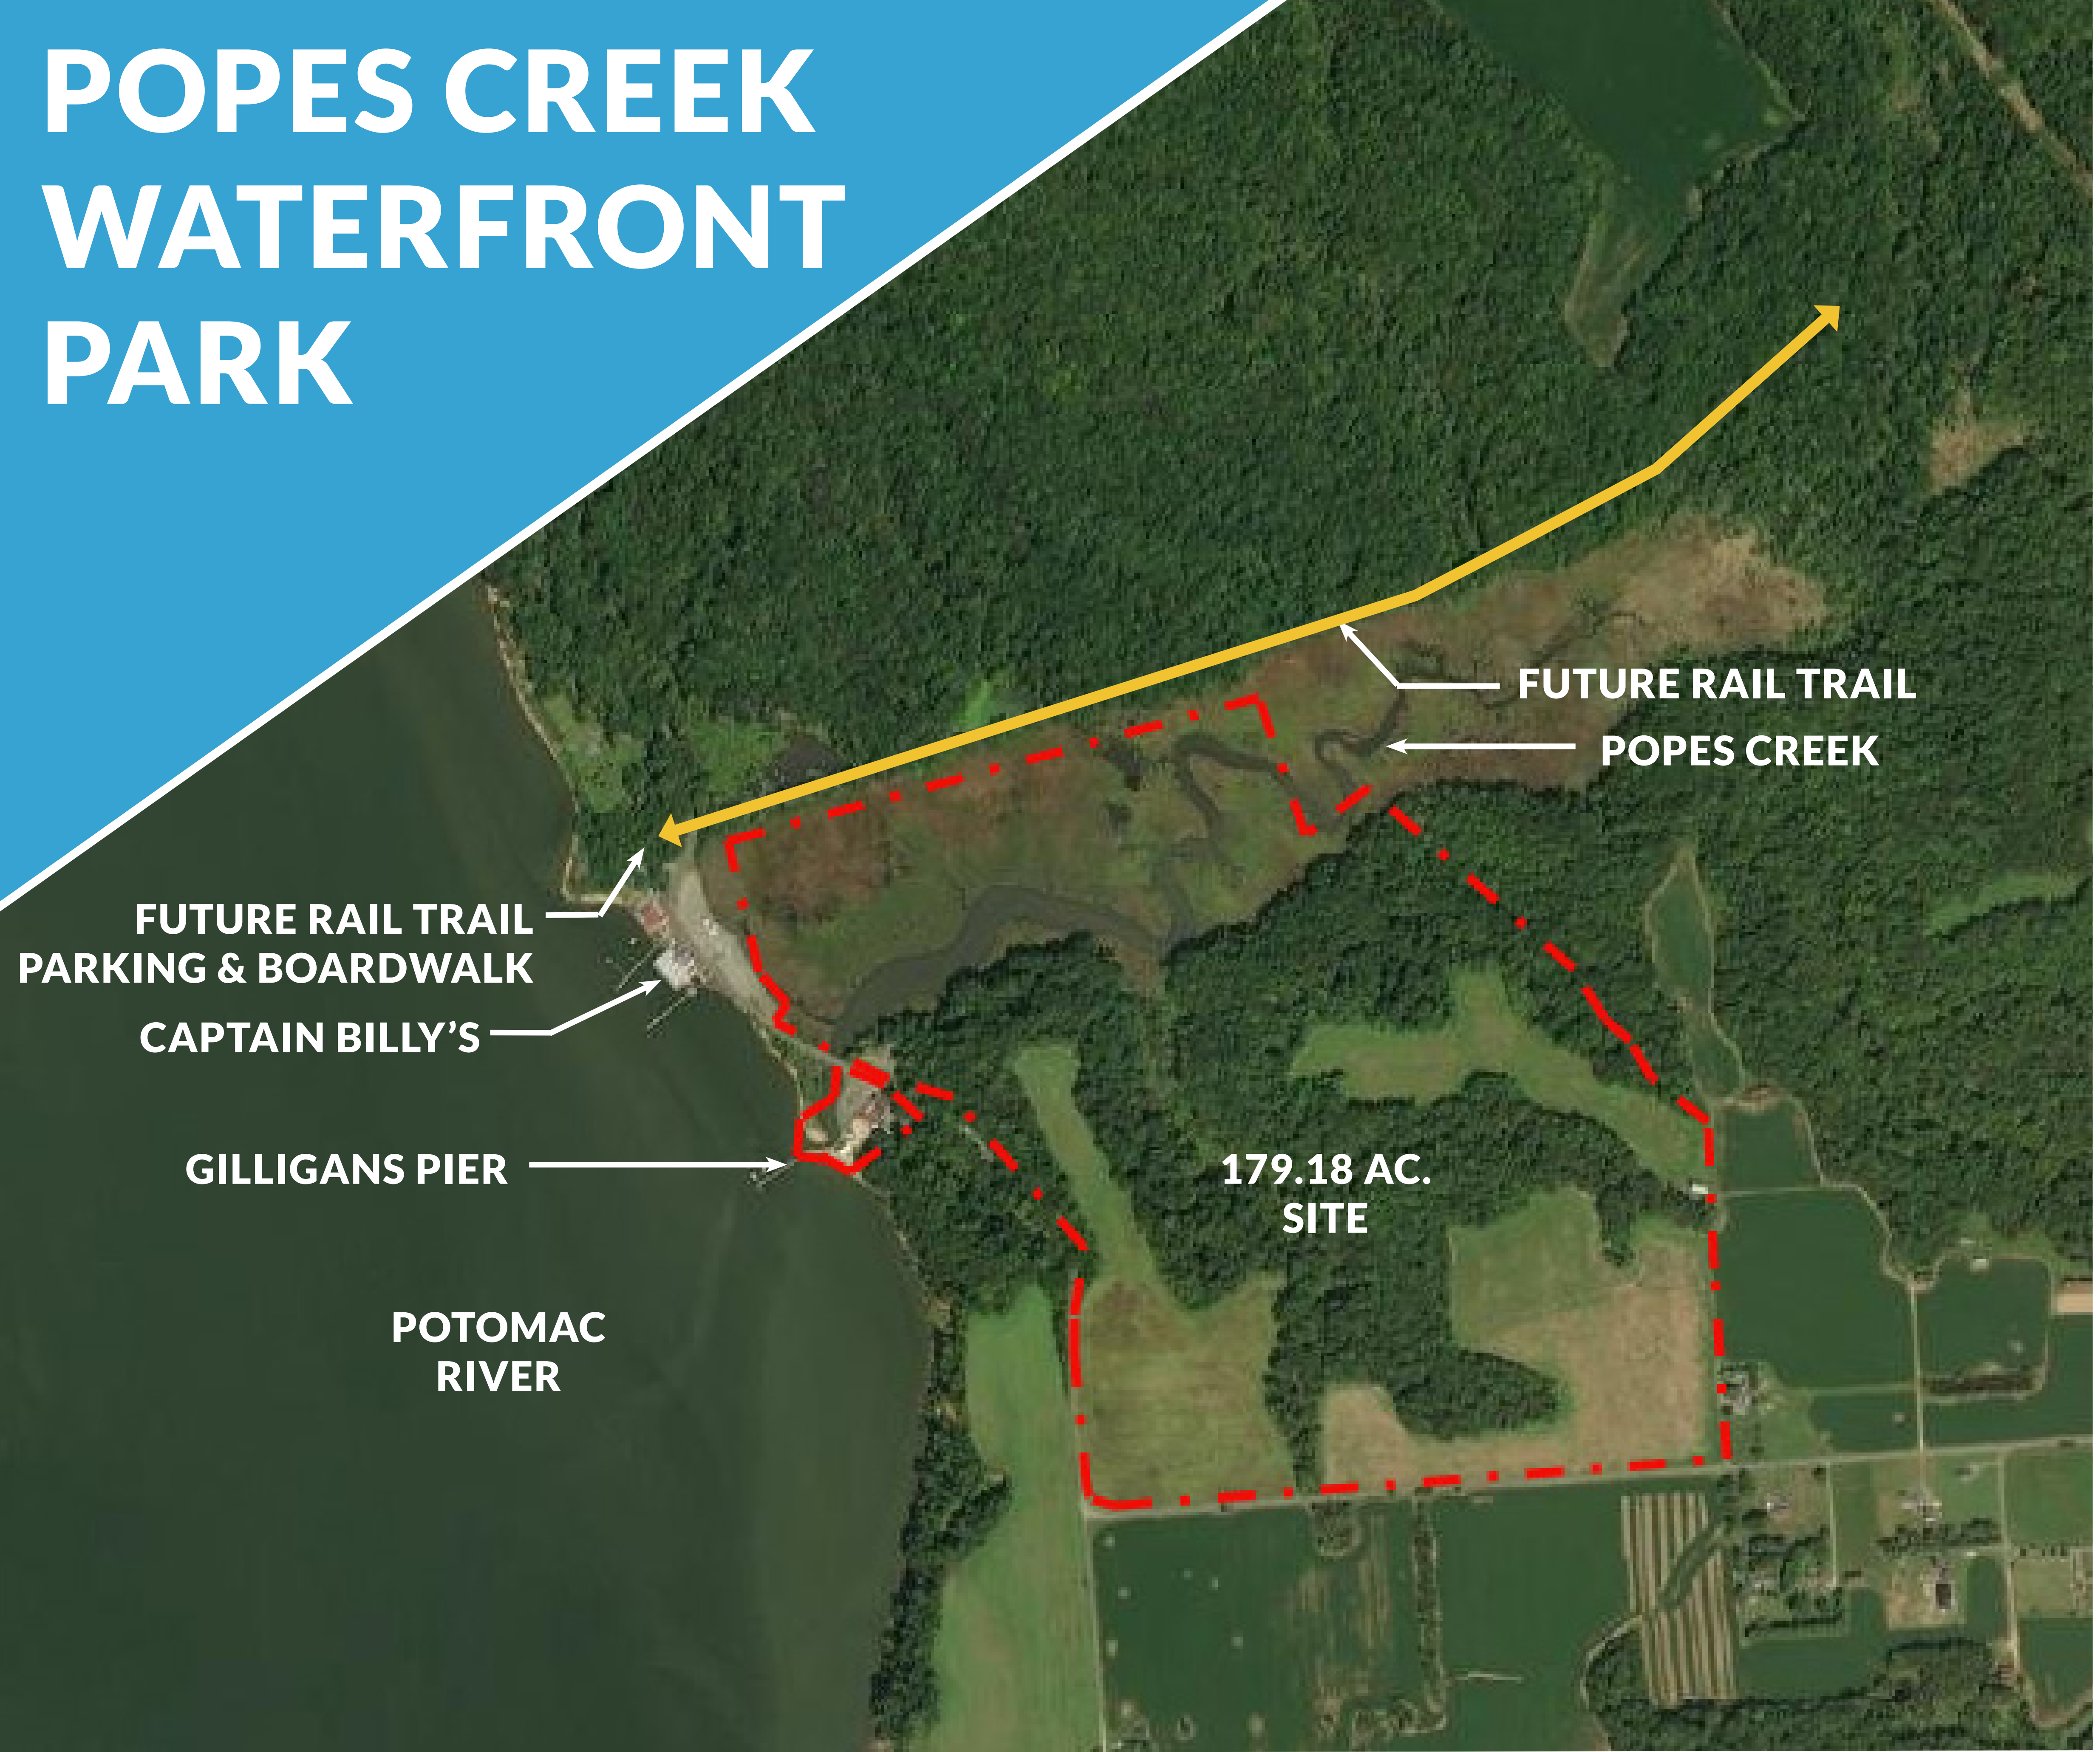 POPES CREEK
WATERFRONT
PARK
FUTURE RAIL TRAIL
POPES CREEK
FUTURE RAIL TRAIL
PARKING & BOARDWALK
CAPTAIN BILLY’S
GILLIGANS PIER
179.18 AC.
SITE
POTOMAC
RIVER